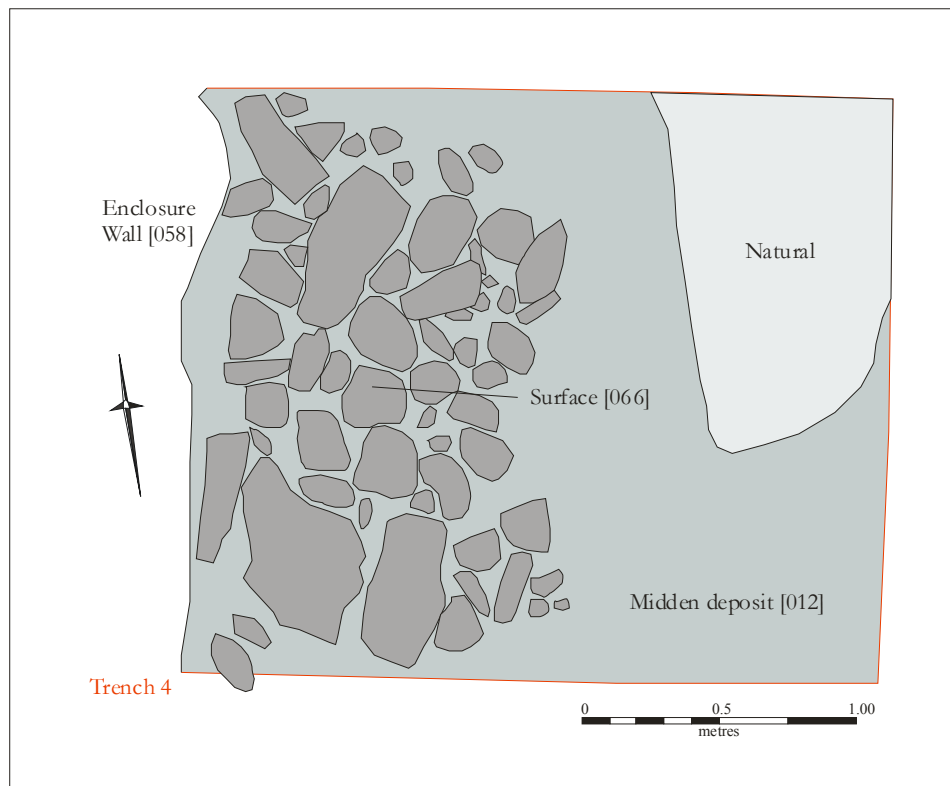 Enclosure
Wall [058]
Natural
Surface [066]
Midden deposit [012]
Trench 4
0 0.5 1.00
metres